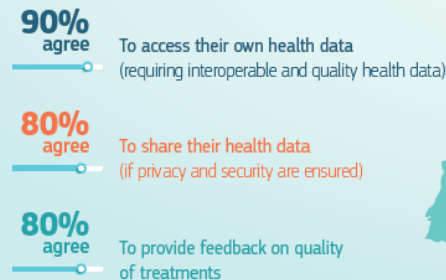 90%
agree
To access their own health data
(requiring interoperable and quality health data)
80%
agree
To share their health data
(if privacy and security are ensured)
80%
agree
To provide feedback on quality
of treatments